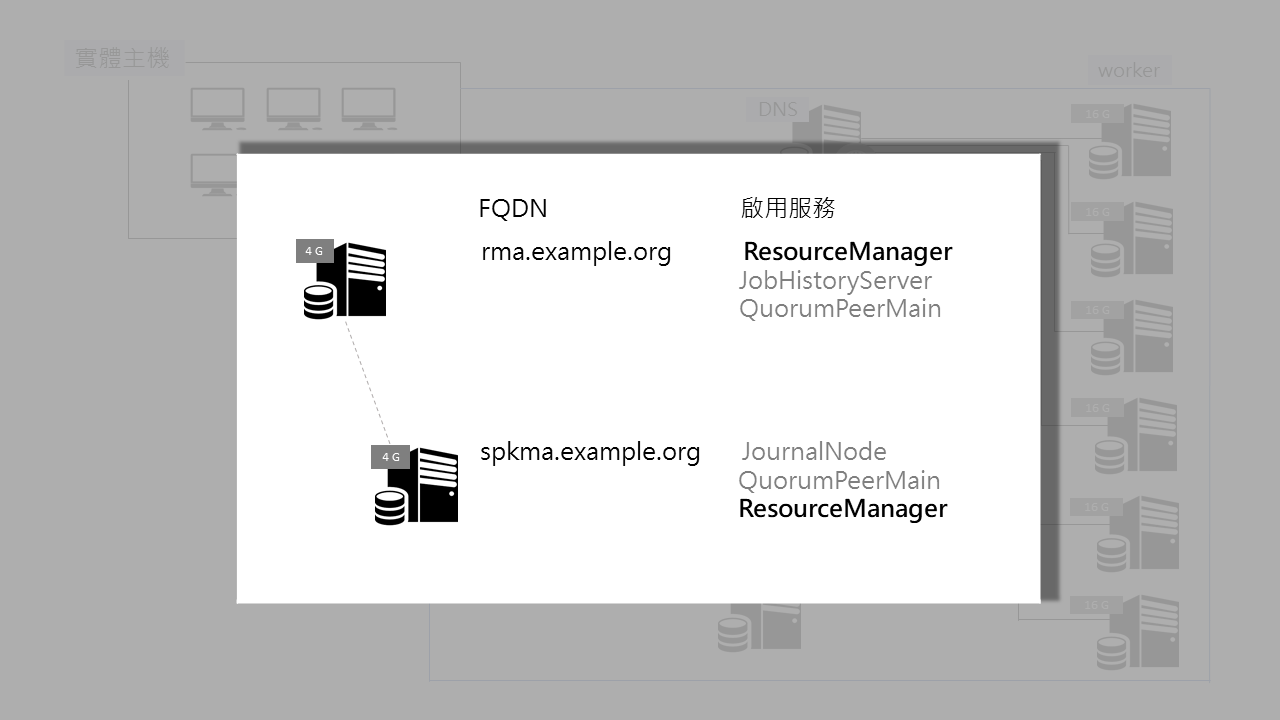 實體主機
worker
DNS
16 G
16 G
16 G
16 G
16 G
16 G
FQDN
啟用服務
4 G
rma.example.org
ResourceManager
JobHistoryServer
QuorumPeerMain
4 G
spkma.example.org
JournalNode
QuorumPeerMain
ResourceManager